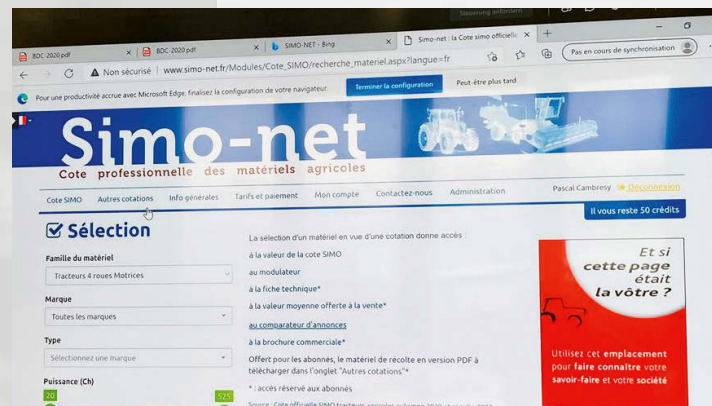 Steuerung anfordern
BDC-2020.pdf
BDC-2020.pdf
SIMO-NET - Bing
Simo-net : la Cote simo officielle
Non sécurisé | www.simo-net.fr/Modules/Cote_SIMO/recherche_materiel.aspx?langue=fr
Pas en cours de synchronisation
Pour une productivité accrue avec Microsoft Edge, finalisez la configuration de votre navigateur.
Terminer la configuration
Peut-être plus tard
Simo-net
Cote professionnelle des matériels agricoles
Cote SIMO
Autres cotations
Info générales
Tarifs et paiement
Mon compte
Contactez-nous
Administration
Pascal Cambresy
Déconnexion
Il vous reste 50 crédits
Sélection
Famille du matériel
Tracteurs 4 roues Motrices
Marque
Toutes les marques
Type
Sélectionnez une marque
Puissance (Ch)
20
525
La sélection d'un matériel en vue d'une cotation donne accès :
à la valeur de la cote SIMO
au modulateur
à la fiche technique*
à la valeur moyenne offerte à la vente*
au comparateur d'annonces
à la brochure commerciale*
Offert pour les abonnés, le matériel de récolte en version PDF à
télécharger dans l'onglet "Autres cotations"*
* : accès réservé aux abonnés
Et si
cette page
était
la vôtre ?
Utilisez cet emplacement
pour faire connaître votre
savoir-faire et votre société